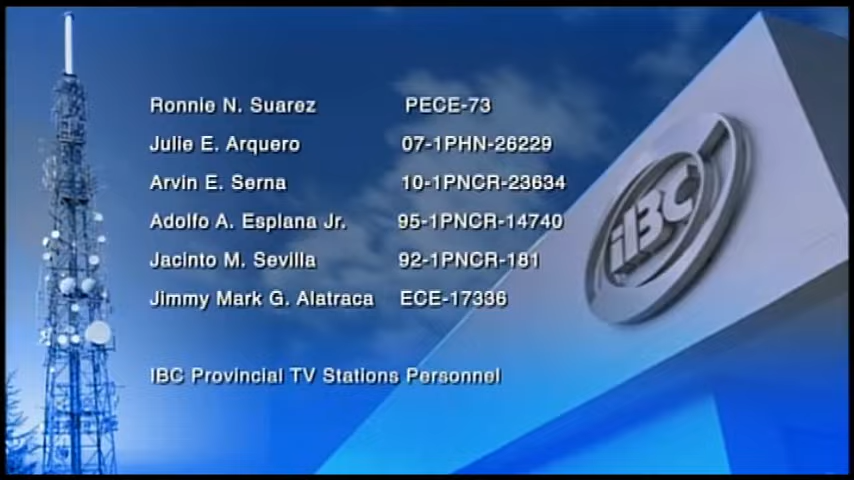 Ronnie N. Suarez PECE-73
Julie E. Arquero 07-1PHN-26229
Arvin E. Serna 10-1PNCR-23634
Adolfo A. Esplana Jr. 95-1PNCR-14740
Jacinto M. Sevilla 92-1PNCR-181
Jimmy Mark G. Alatraca ECE-17336
IBC Provincial TV Stations Personnel
iBC